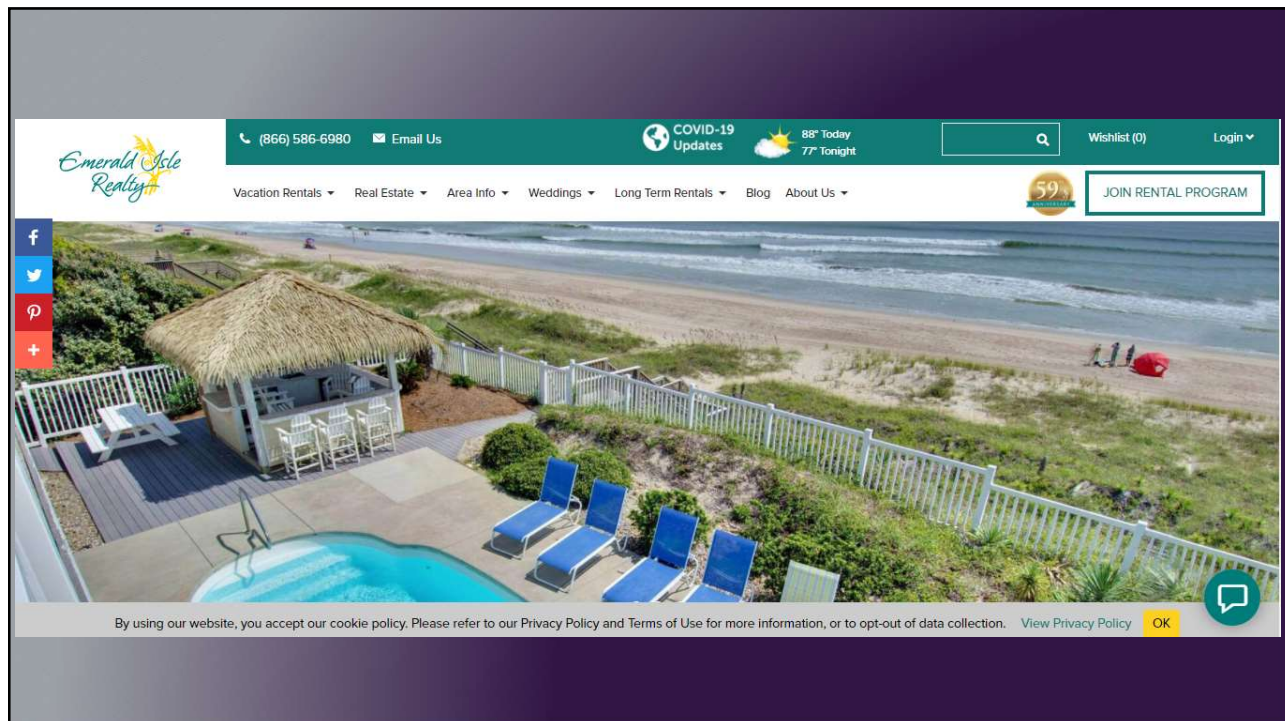 Emerald Isle
Realty
(866) 586-6980 Email Us
COVID-19
Updates
88° Today
77° Tonight
Wishlist (0) Login
Vacation Rentals Real Estate Area Info Weddings Long Term Rentals Blog About Us
59th
ANNIVERSARY
JOIN RENTAL PROGRAM
By using our website, you accept our cookie policy. Please refer to our Privacy Policy and Terms of Use for more information, or to opt-out of data collection. View Privacy Policy OK